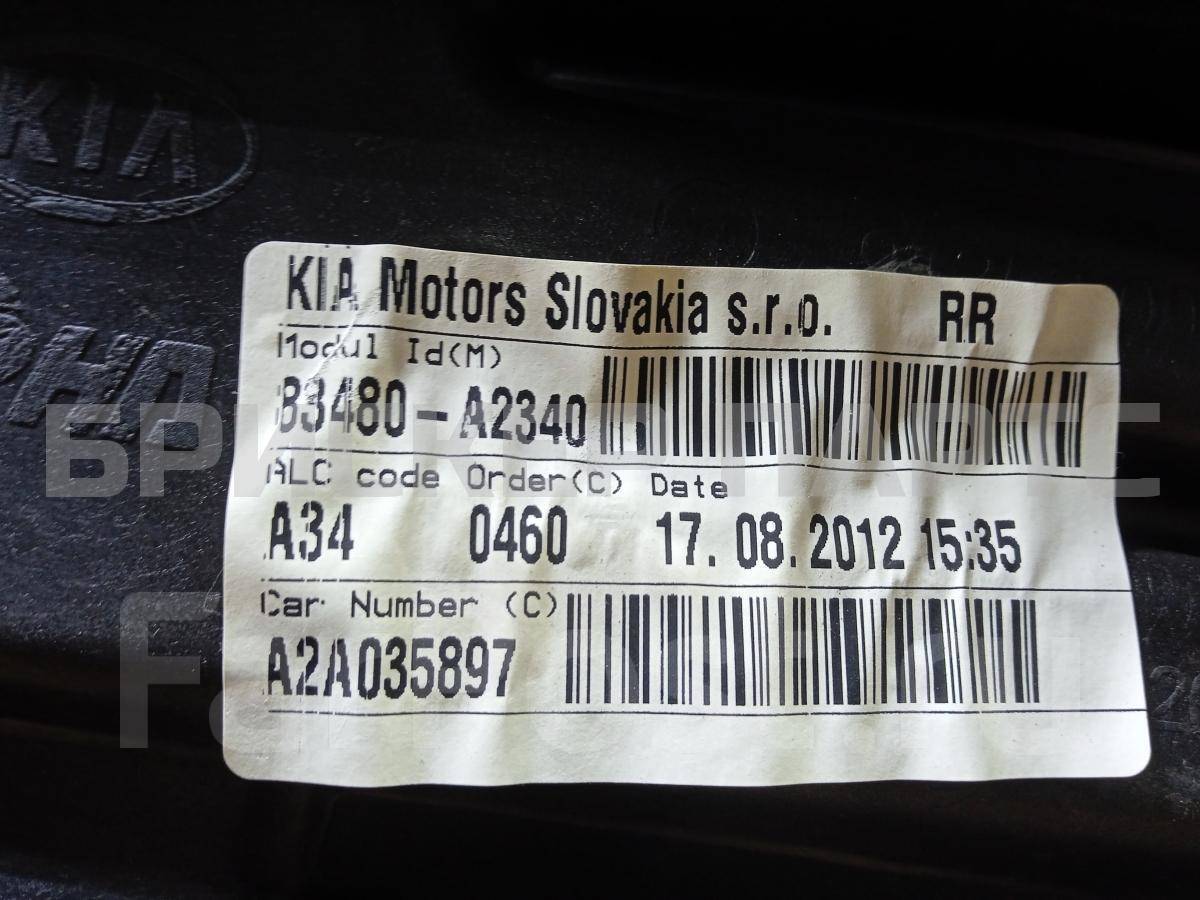 KIA
KIA Motors Slovakia s.r.o. RR
Modul Id(M)
83480-A2340
ALC code Order(C) Date
A34 0460 17. 08. 2012 15:35
Car Number (C)
A2A035897